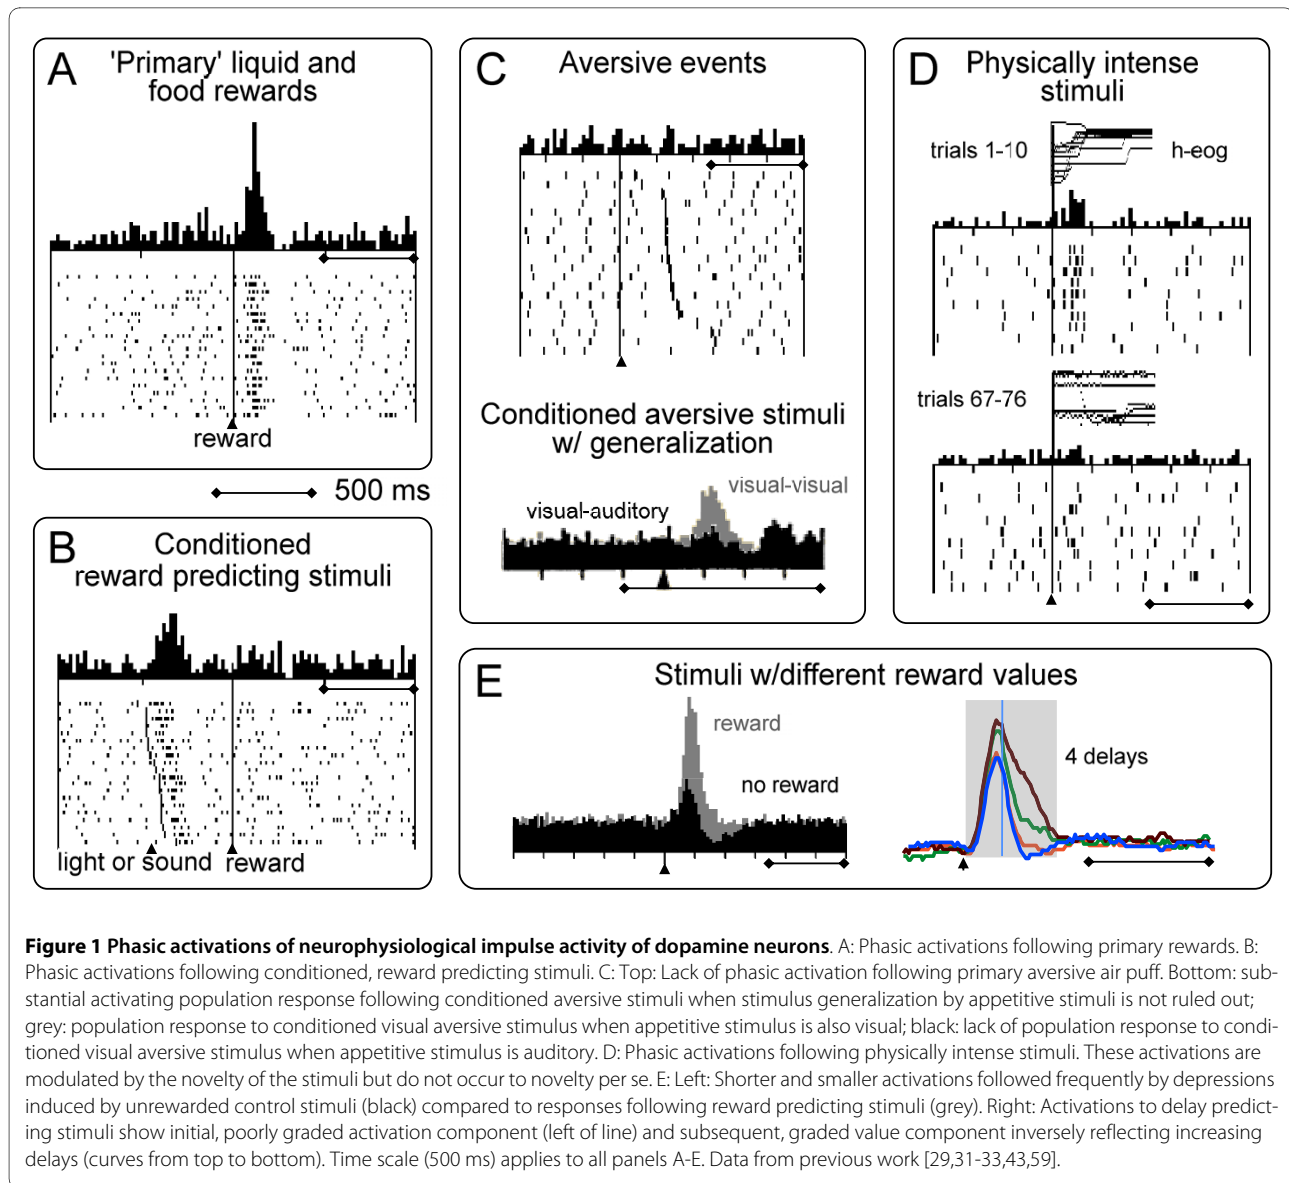 A
'Primary' liquid and
food rewards
reward
500 ms
B
Conditioned
reward predicting stimuli
light or sound
reward
C
Aversive events
Conditioned aversive stimuli
w/ generalization
visual-visual
visual-auditory
D
Physically intense
stimuli
trials 1-10
h-eog
trials 67-76
E
Stimuli w/different reward values
reward
no reward
4 delays
Figure 1 Phasic activations of neurophysiological impulse activity of dopamine neurons. A: Phasic activations following primary rewards. B:
Phasic activations following conditioned, reward predicting stimuli. C: Top: Lack of phasic activation following primary aversive air puff. Bottom: sub-
stantial activating population response following conditioned aversive stimuli when stimulus generalization by appetitive stimuli is not ruled out;
grey: population response to conditioned visual aversive stimulus when appetitive stimulus is also visual; black: lack of population response to condi-
tioned visual aversive stimulus when appetitive stimulus is auditory. D: Phasic activations following physically intense stimuli. These activations are
modulated by the novelty of the stimuli but do not occur to novelty per se. E: Left: Shorter and smaller activations followed frequently by depressions
induced by unrewarded control stimuli (black) compared to responses following reward predicting stimuli (grey). Right: Activations to delay predict-
ing stimuli show initial, poorly graded activation component (left of line) and subsequent, graded value component inversely reflecting increasing
delays (curves from top to bottom). Time scale (500 ms) applies to all panels A-E. Data from previous work [29,31-33,43,59].